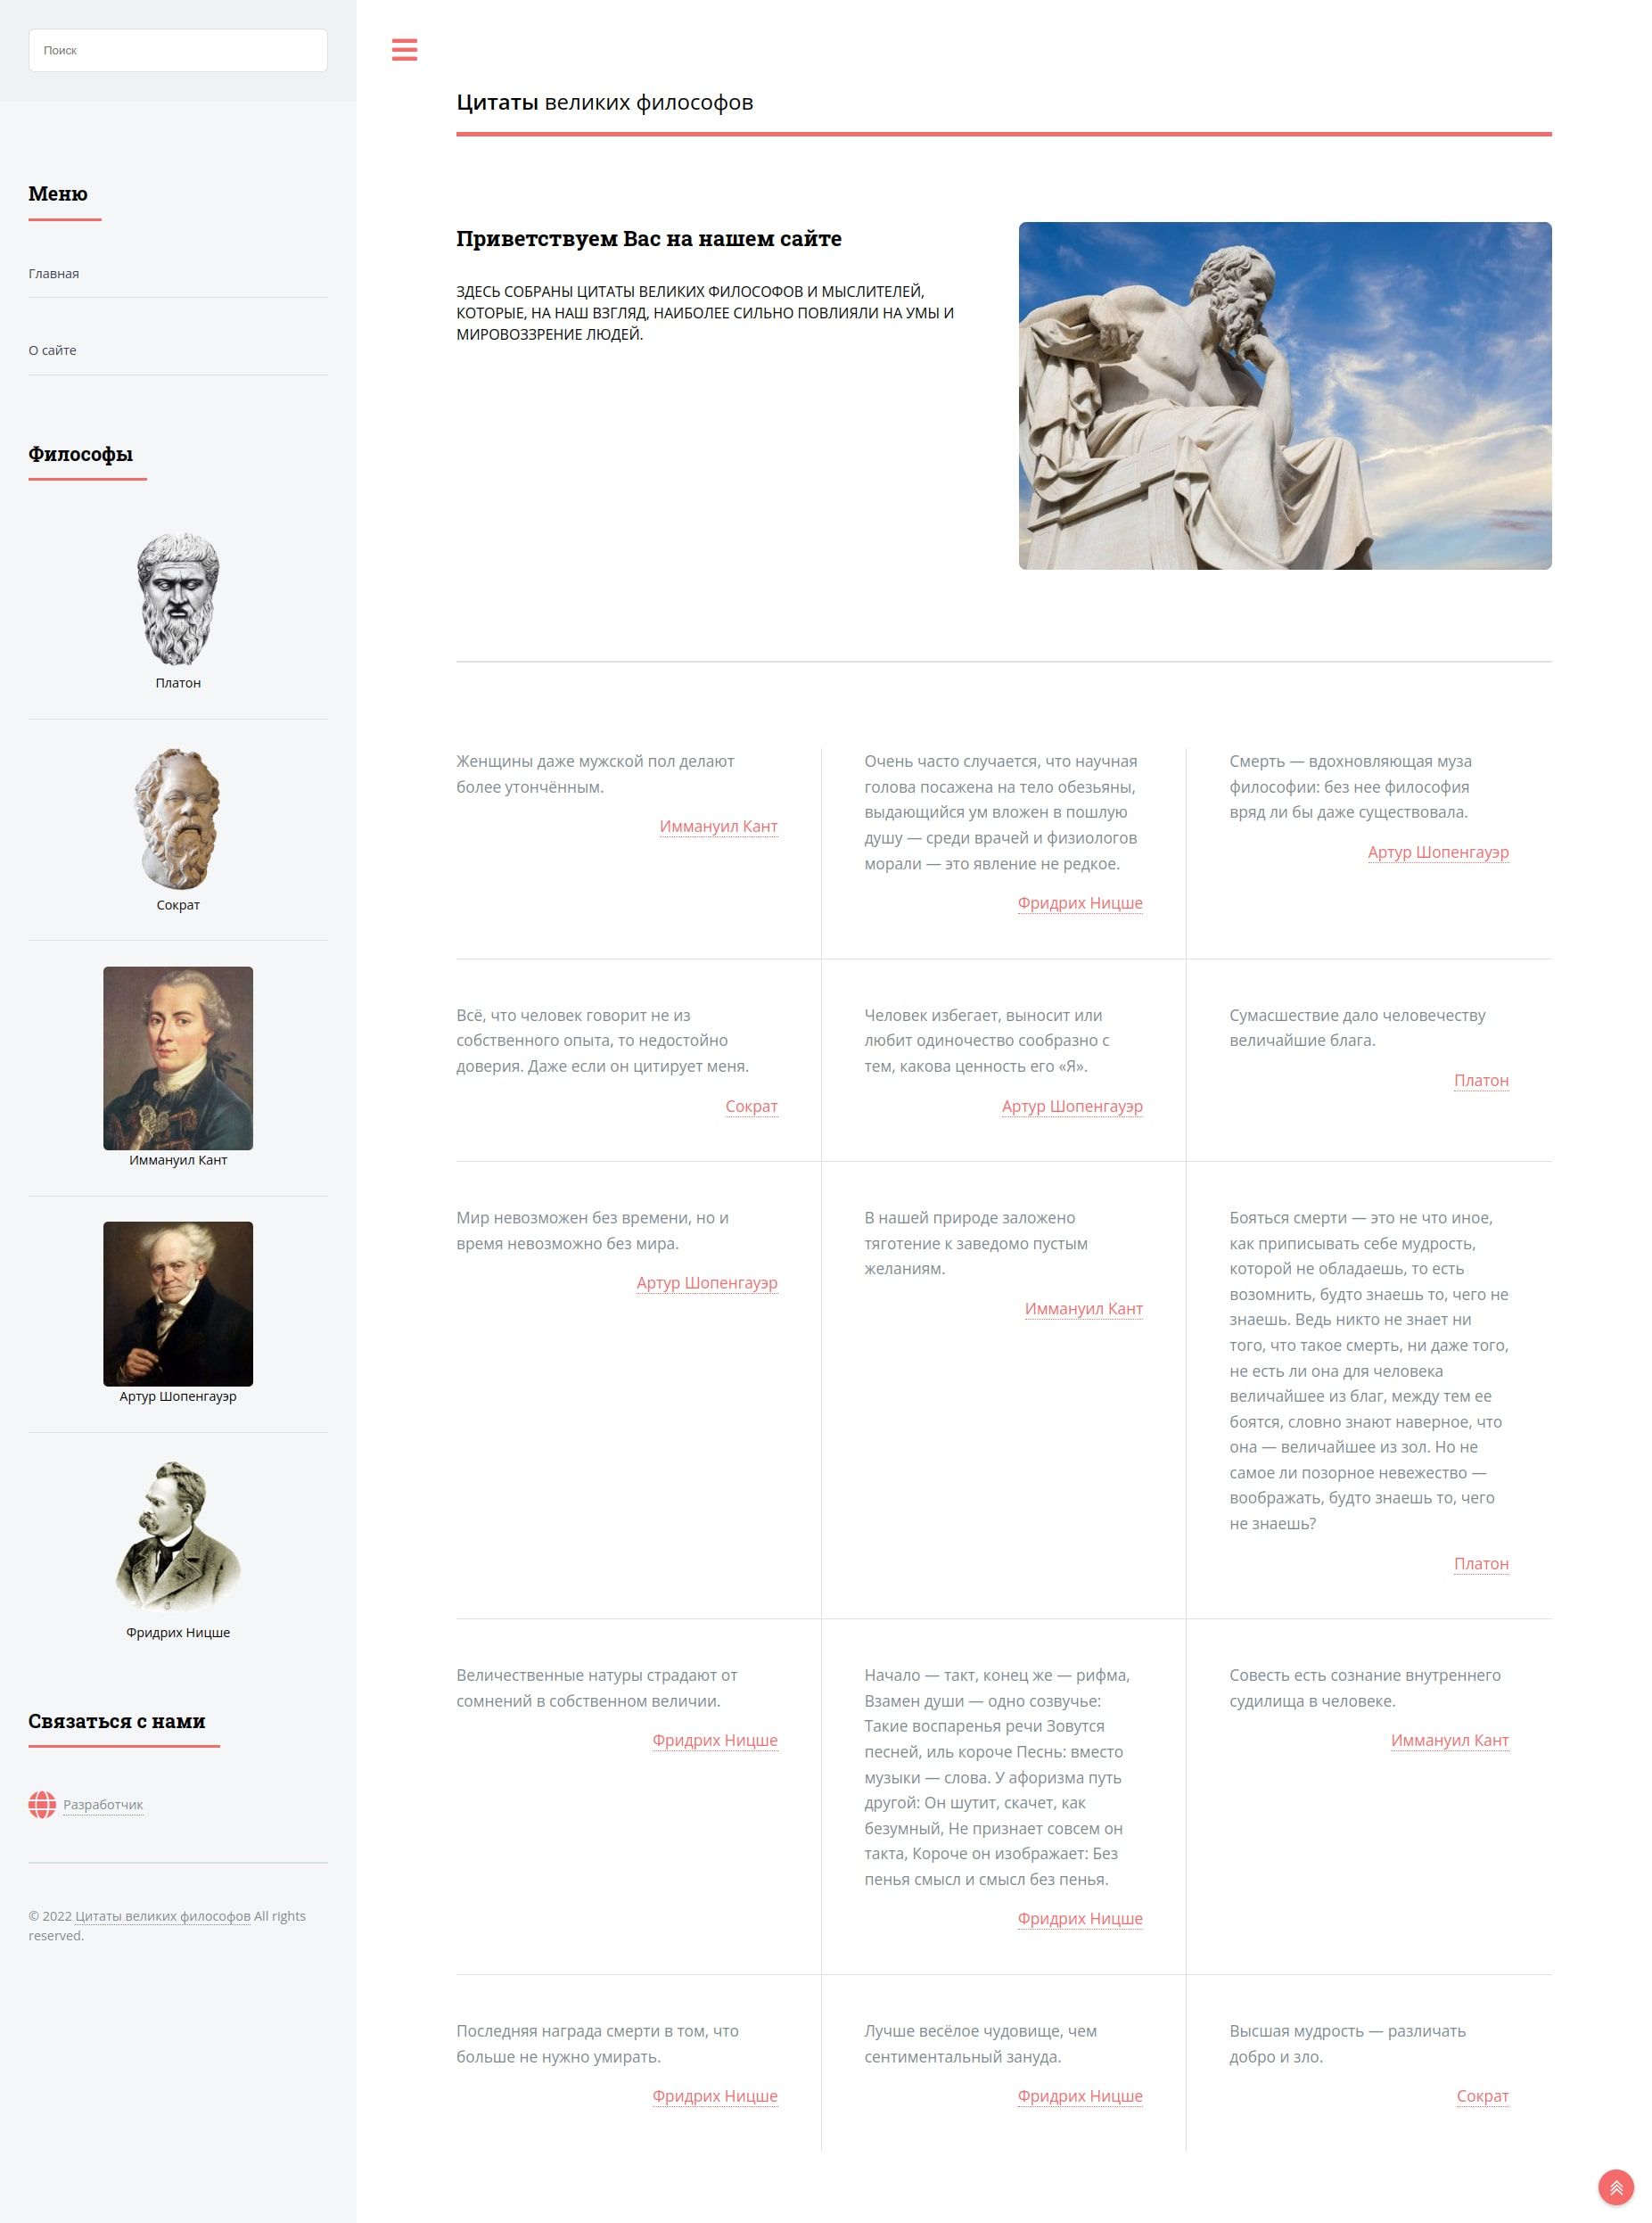 Поиск
Меню
Главная
О сайте
Философы
Платон
Сократ
Иммануил Кант
Артур Шопенгауэр
Фридрих Ницше
Связаться с нами
Разработчик
© 2022 Цитаты великих философов All rights
reserved.
Цитаты великих философов
Приветствуем Вас на нашем сайте
ЗДЕСЬ СОБРАНЫ ЦИТАТЫ ВЕЛИКИХ ФИЛОСОФОВ И МЫСЛИТЕЛЕЙ,
КОТОРЫЕ, НА НАШ ВЗГЛЯД, НАИБОЛЕЕ СИЛЬНО ПОВЛИЯЛИ НА УМЫ И
МИРОВОЗЗРЕНИЕ ЛЮДЕЙ.
Женщины даже мужской пол делают
более утончённым.
Иммануил Кант
Очень часто случается, что научная
голова посажена на тело обезьяны,
выдающийся ум вложен в пошлую
душу — среди врачей и физиологов
морали — это явление не редкое.
Фридрих Ницше
Смерть — вдохновляющая муза
философии: без нее философия
вряд ли бы даже существовала.
Артур Шопенгауэр
Всё, что человек говорит не из
собственного опыта, то недостойно
доверия. Даже если он цитирует меня.
Сократ
Человек избегает, выносит или
любит одиночество сообразно с
тем, какова ценность его «Я».
Артур Шопенгауэр
Сумасшествие дало человечеству
величайшие блага.
Платон
Мир невозможен без времени, но и
время невозможно без мира.
Артур Шопенгауэр
В нашей природе заложено
тяготение к заведомо пустым
желаниям.
Иммануил Кант
Бояться смерти — это не что иное,
как приписывать себе мудрость,
которой не обладаешь, то есть
возомнить, будто знаешь то, чего не
знаешь. Ведь никто не знает ни
того, что такое смерть, ни даже того,
не есть ли она для человека
величайшее из благ, между тем ее
боятся, словно знают наверное, что
она — величайшее из зол. Но не
самое ли позорное невежество —
воображать, будто знаешь то, чего
не знаешь?
Платон
Величественные натуры страдают от
сомнений в собственном величии.
Фридрих Ницше
Начало — такт, конец же — рифма,
Взамен души — одно созвучье:
Такие воспаренья речи Зовутся
песней, иль короче Песнь: вместо
музыки — слова. У афоризма путь
другой: Он шутит, скачет, как
безумный, Не признает совсем он
такта, Короче он изображает: Без
пенья смысл и смысл без пенья.
Фридрих Ницше
Совесть есть сознание внутреннего
судилища в человеке.
Иммануил Кант
Последняя награда смерти в том, что
больше не нужно умирать.
Фридрих Ницше
Лучше весёлое чудовище, чем
сентиментальный зануда.
Фридрих Ницше
Высшая мудрость — различать
добро и зло.
Сократ